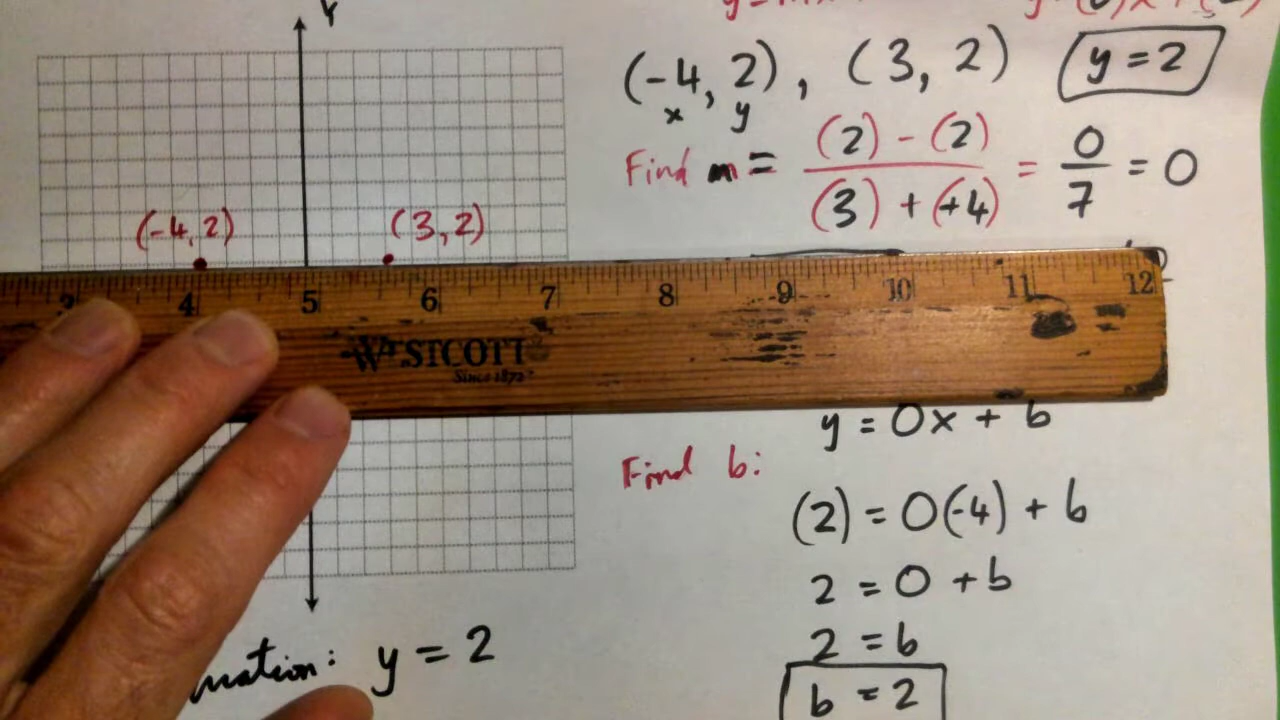 Y
(-4, 2), (3, 2) y = 2
x y
Find m = (2) - (2) / (3) + (+4) = 0/7 = 0
(-4, 2) (3, 2)
3 4 5 6 7 8 9 10 11 12
WESTCOTT
Since 1872
y = 0x + b
Find b:
(2) = 0(-4) + b
2 = 0 + b
2 = b
b = 2
y = 2